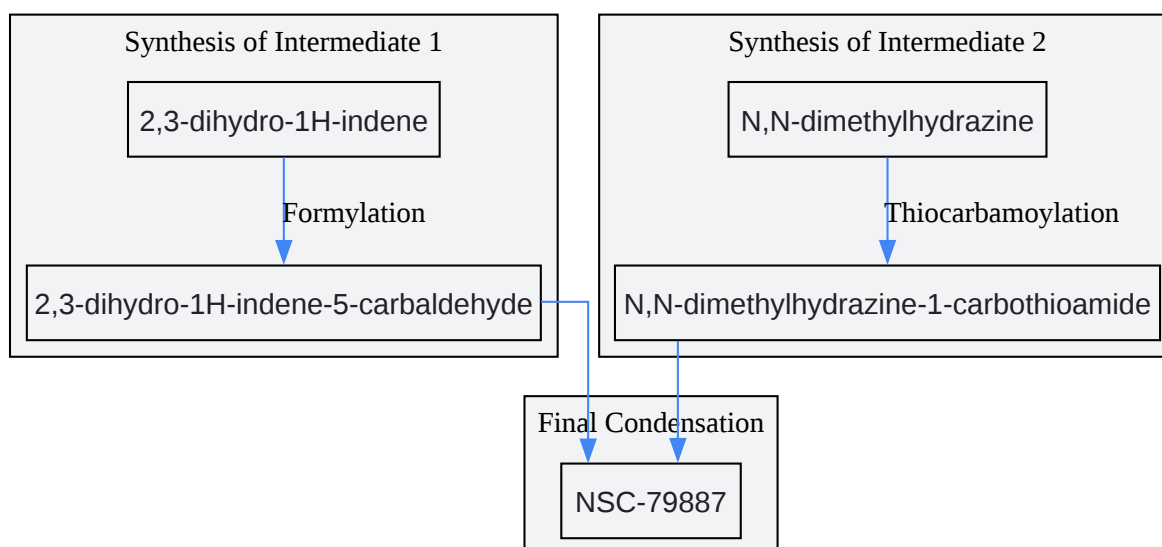 Synthesis of Intermediate 1
2,3-dihydro-1H-indene
Formylation
2,3-dihydro-1H-indene-5-carbaldehyde
Synthesis of Intermediate 2
N,N-dimethylhydrazine
Thiocarbamoylation
N,N-dimethylhydrazine-1-carbothioamide
Final Condensation
NSC-79887